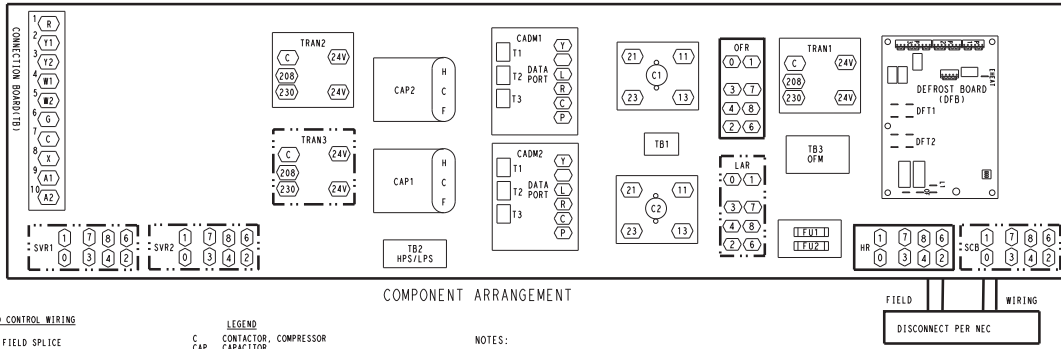 CONNECTION BOARD(TB)
1 R
2 Y1
3 Y2
4 W1
5 W2
6 G
7 C
8 X
9 A1
10 A2
TRAN2
C 24V
208
230 24V
TRAN3
C 24V
208
230 24V
CAP2
H
C
F
CAP1
H
C
F
TB2
HPS/LPS
CADM1
T1
T2
T3
DATA
PORT
Y
L
R
C
P
CADM2
T1
T2
T3
DATA
PORT
Y
L
R
C
P
21 11
C1
23 13
TB1
21 11
C2
23 13
OFR
0 1
3 7
4 8
2 6
LAR
0 1
3 7
4 8
2 6
TRAN1
C 24V
208
230 24V
TB3
OFM
FU1
FU2
EHEAT
DEFROST BOARD
(DFB)
DFT1
DFT2
SVR1
1 7 8 6
0 3 4 2
SVR2
1 7 8 6
0 3 4 2
HR
1 7 8 6
0 3 4 2
SCB
1 7 8 6
0 3 4 2
COMPONENT ARRANGEMENT
FIELD WIRING
DISCONNECT PER NEC
CONTROL WIRING
FIELD SPLICE
LEGEND
C CONTACTOR, COMPRESSOR
CAP CAPACITOR
NOTES: